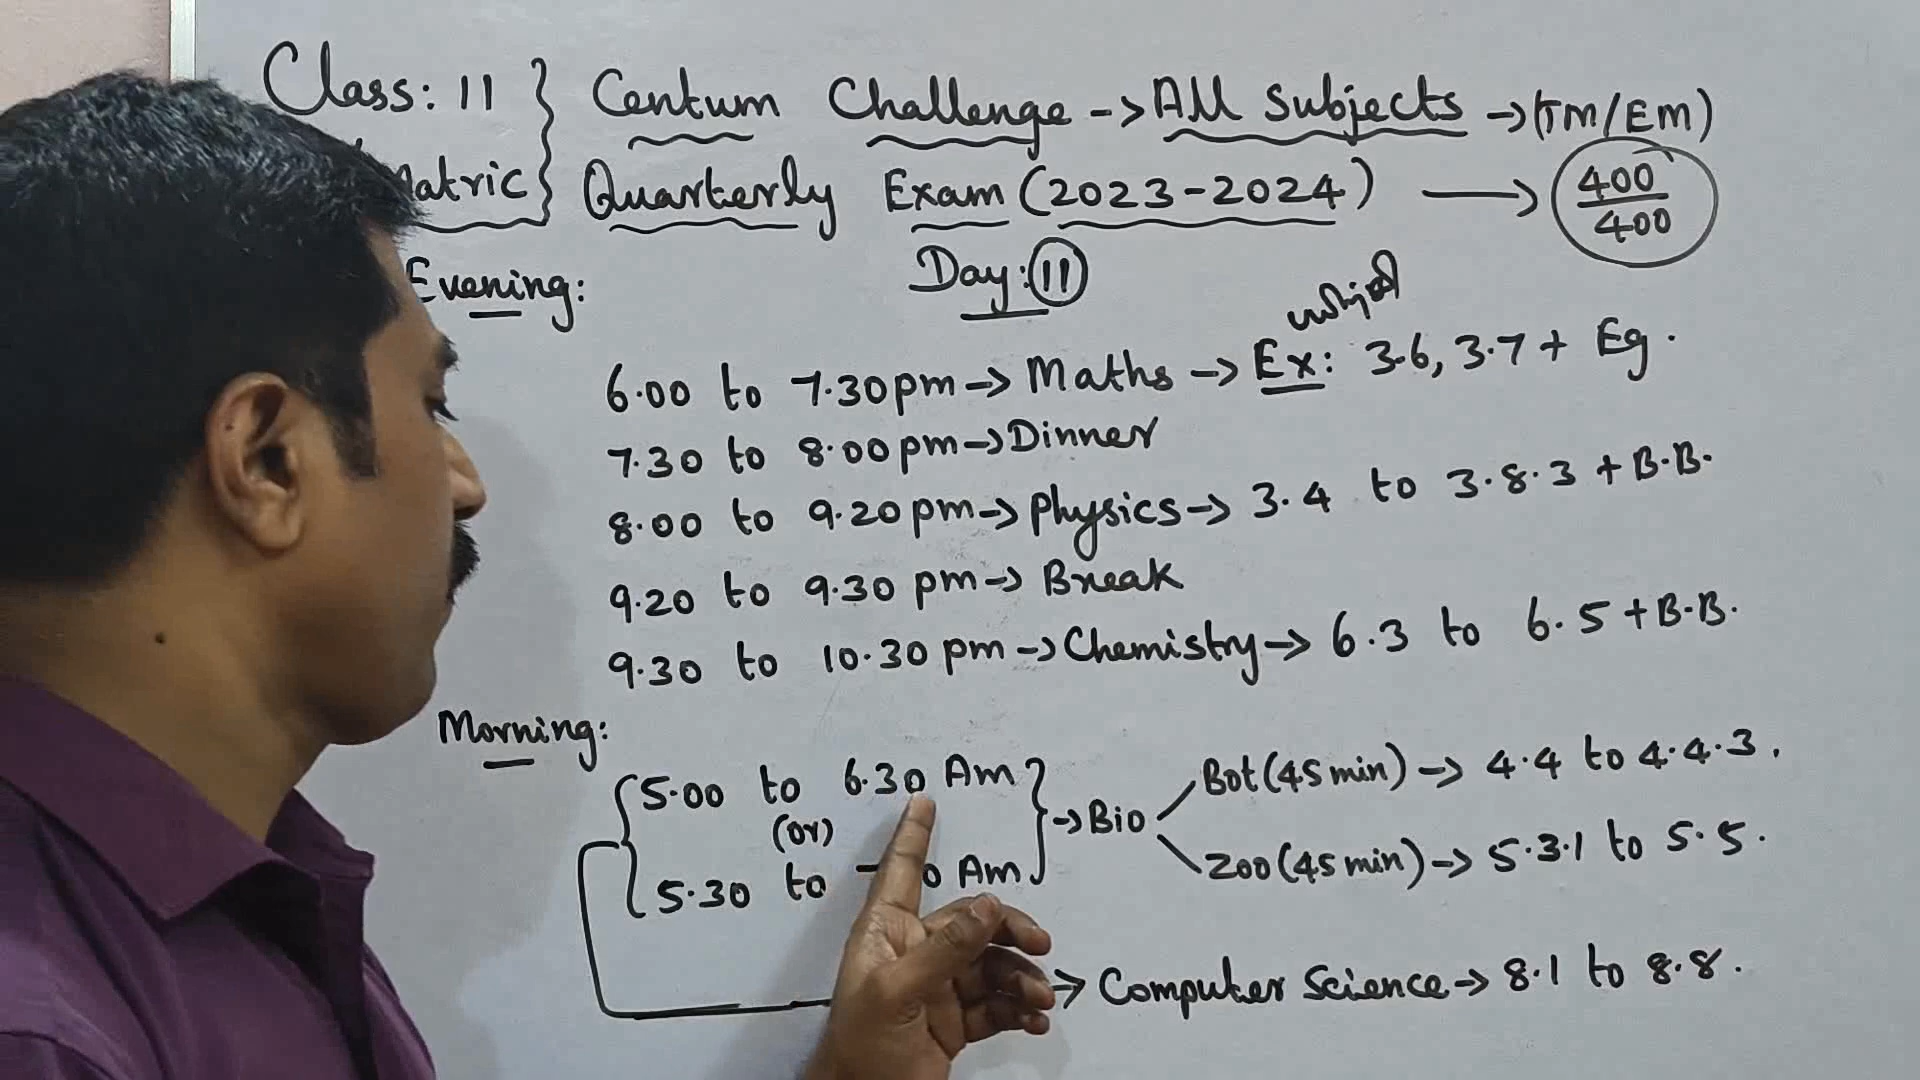 Class: 11 } Centum Challenge -> All Subjects -> (TM/EM)
Matric } Quarterly Exam (2023-2024) -> 400/400
Evening: Day: 11
6.00 to 7.30pm -> Maths -> Ex: 3.6, 3.7 + Eg.
7.30 to 8.00pm -> Dinner
8.00 to 9.20pm -> Physics -> 3.4 to 3.8.3 + B.B.
9.20 to 9.30 pm -> Break
9.30 to 10.30 pm -> Chemistry -> 6.3 to 6.5 + B.B.
Morning:
5.00 to 6.30 Am
(or)
5.30 to Am
-> Bio
Bot (45 min) -> 4.4 to 4.4.3.
Zoo (45 min) -> 5.3.1 to 5.5.
-> Computer Science -> 8.1 to 8.8.